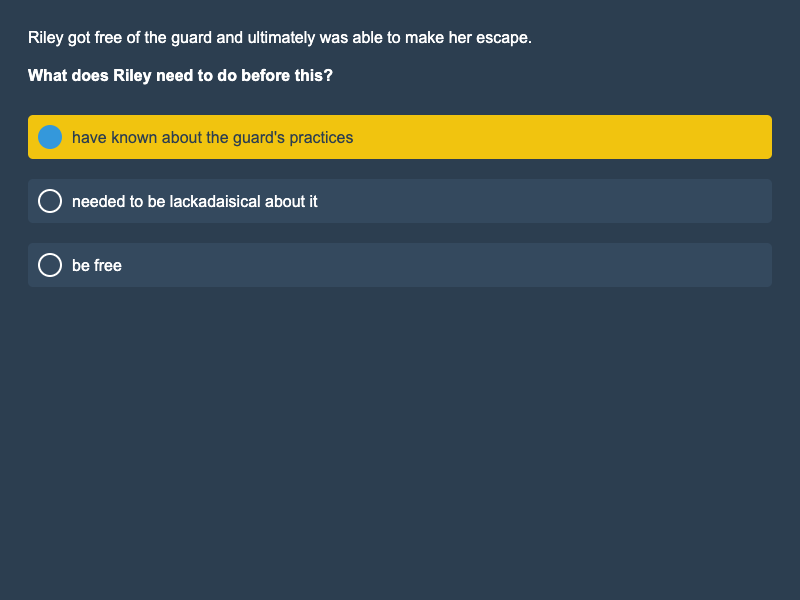 Riley got free of the guard and ultimately was able to make her escape.
What does Riley need to do before this?
have known about the guard's practices
needed to be lackadaisical about it
be free